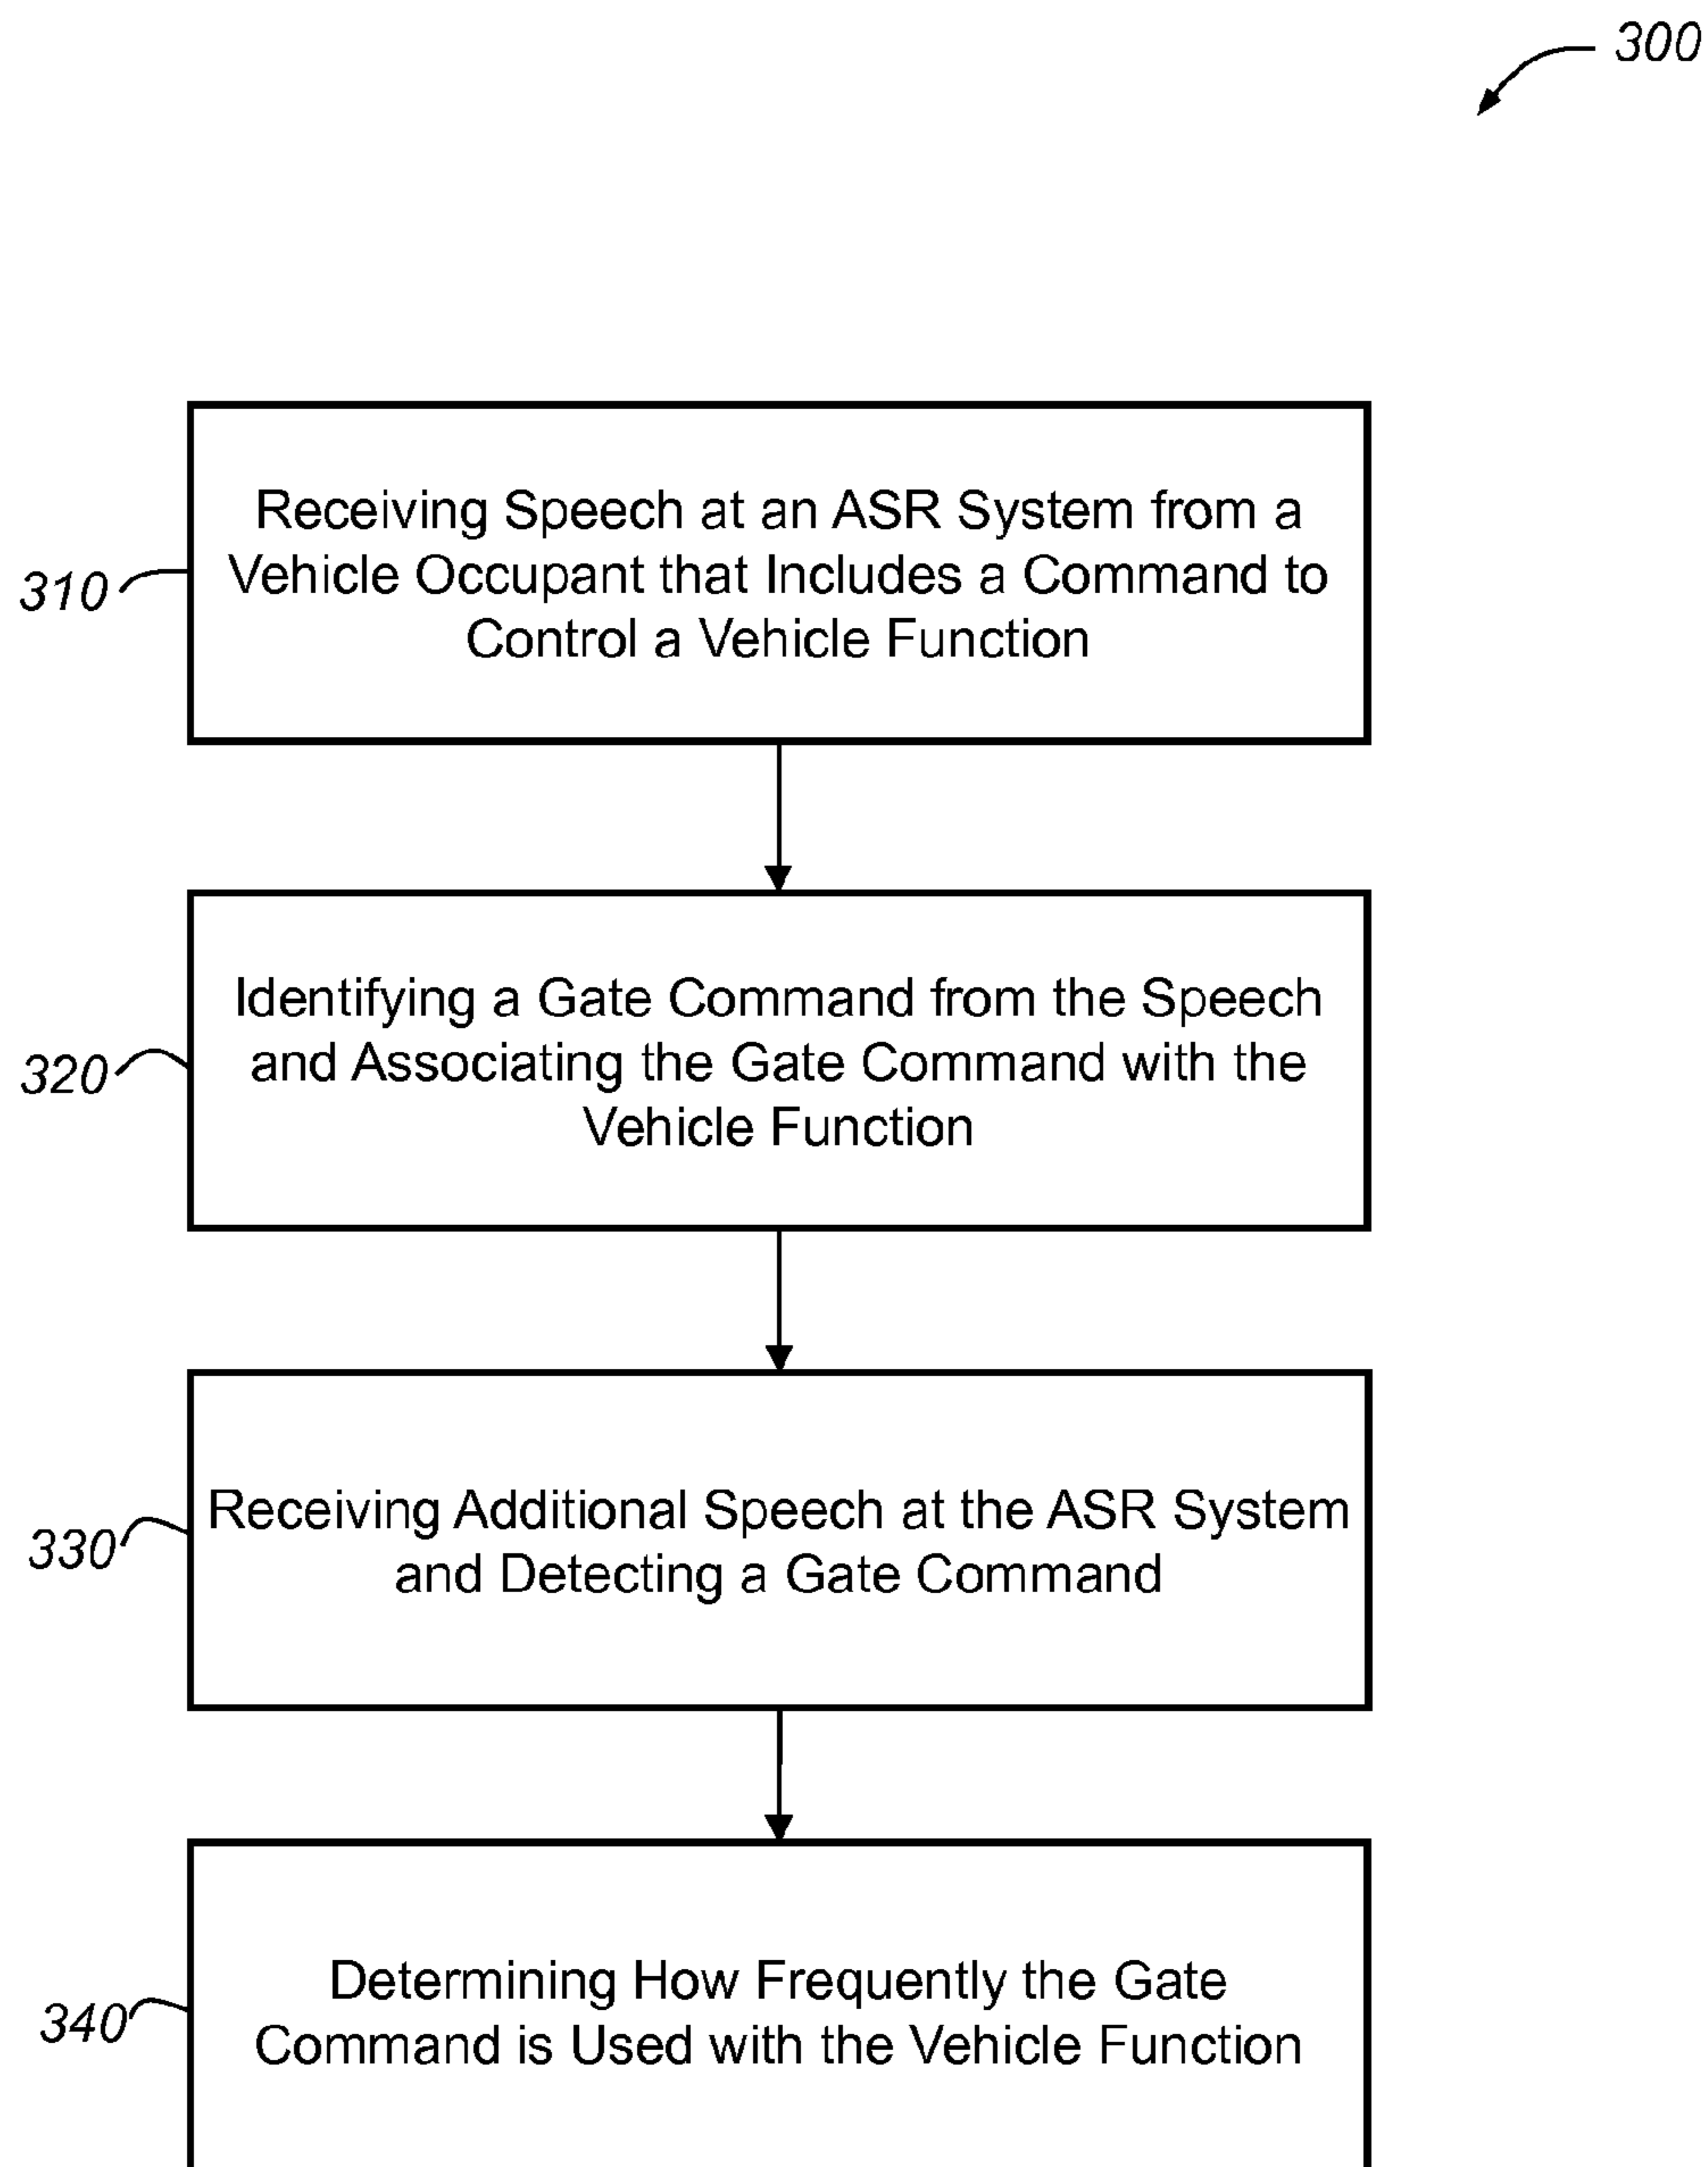 300
310
Receiving Speech at an ASR System from a
Vehicle Occupant that Includes a Command to
Control a Vehicle Function
320
Identifying a Gate Command from the Speech
and Associating the Gate Command with the
Vehicle Function
330
Receiving Additional Speech at the ASR System
and Detecting a Gate Command
340
Determining How Frequently the Gate
Command is Used with the Vehicle Function